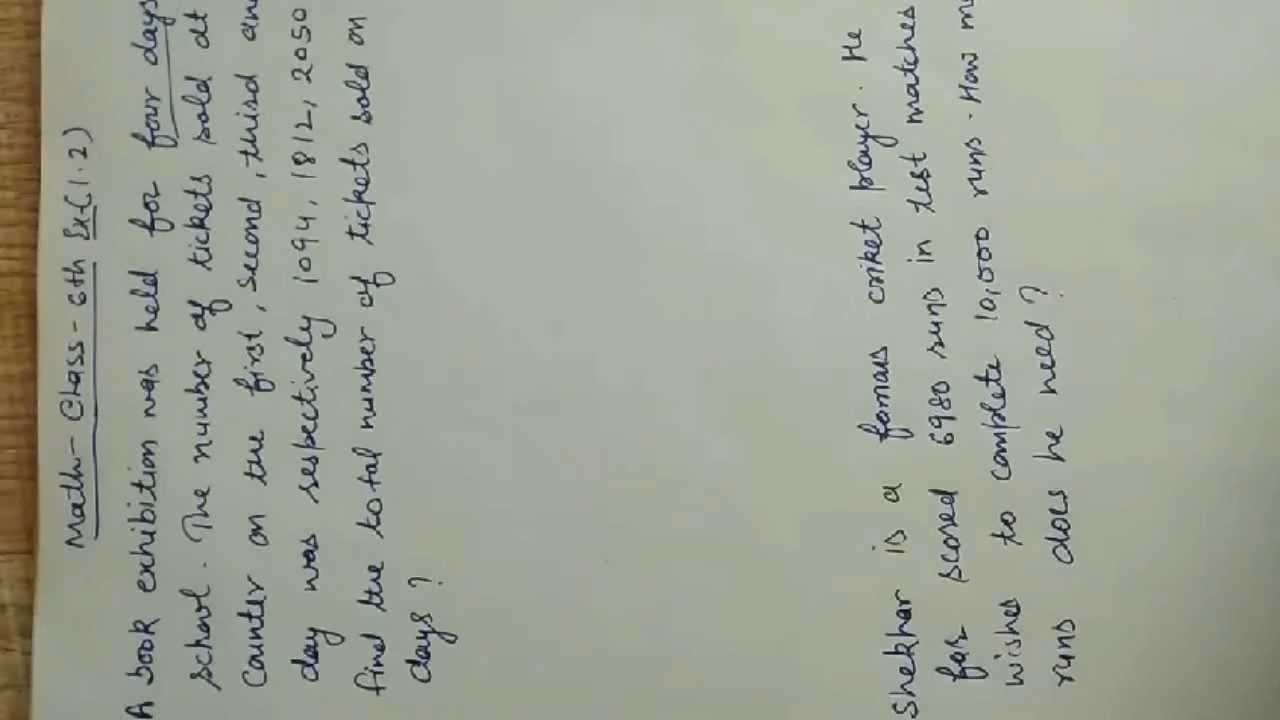 Math- Class- 6th Ex-(1.2)
A book exhibition was held for four days
school. The number of tickets sold at
Counter on the first, second, third an
day was respectively 1094, 1812, 2050
find the total number of tickets sold on
days?
Shekhar is a famous criket player. He
far scored 6980 runs in test matches
wishes to complete 10,000 runs. How m
runs does he need?